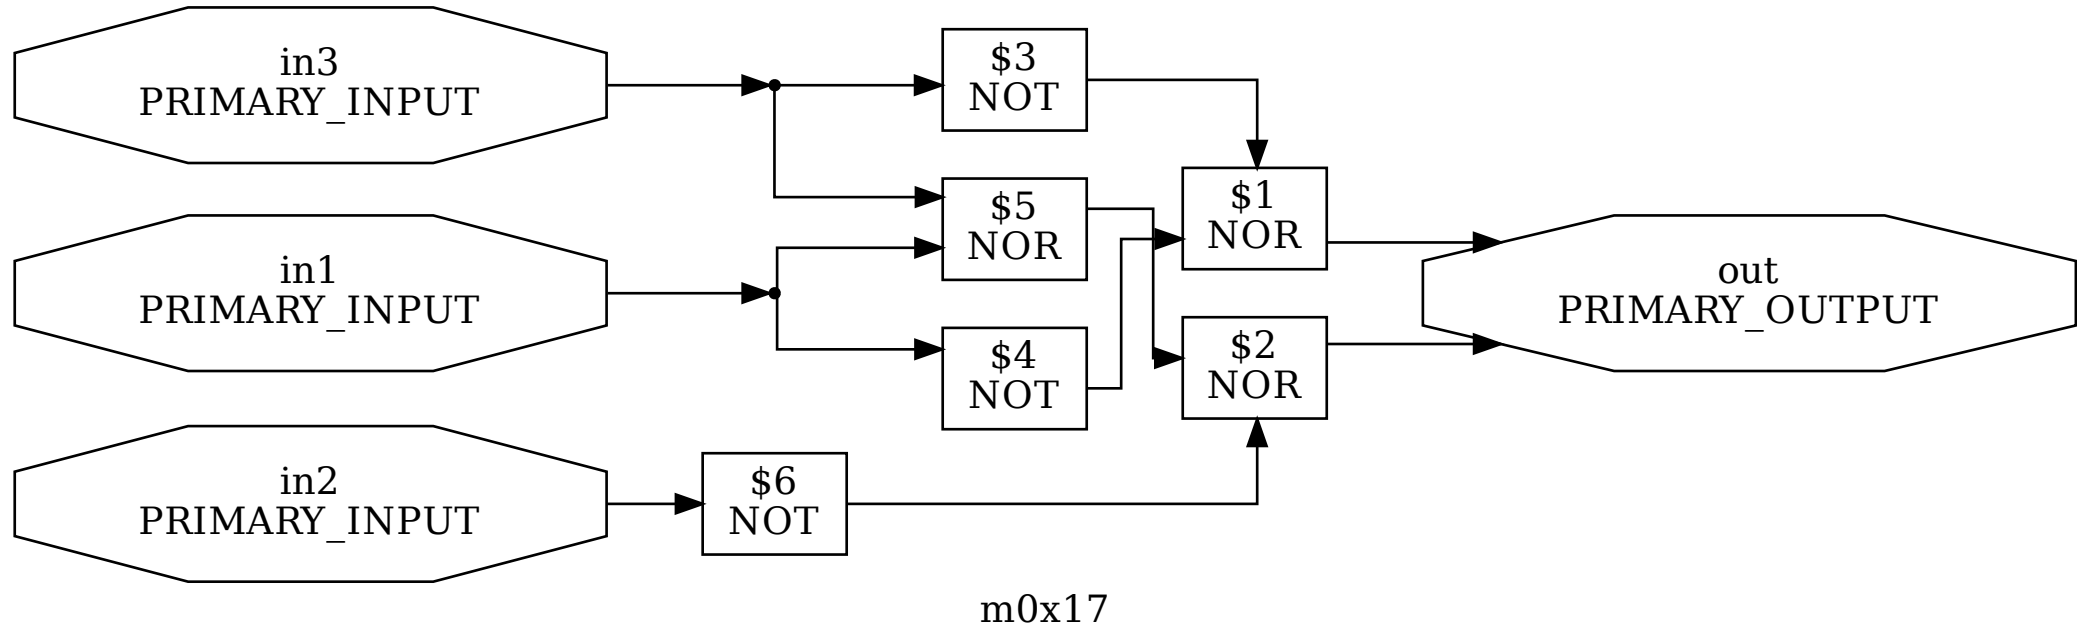 in3
PRIMARY_INPUT
$3
NOT
$5
NOR
$1
NOR
in1
PRIMARY_INPUT
out
PRIMARY_OUTPUT
$4
NOT
$2
NOR
in2
PRIMARY_INPUT
$6
NOT
m0x17